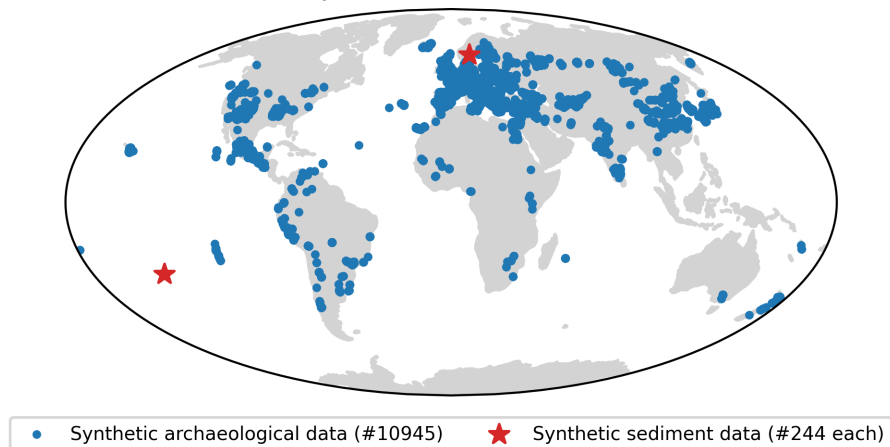 Synthetic archaeological data (#10945)
Synthetic sediment data (#244 each)